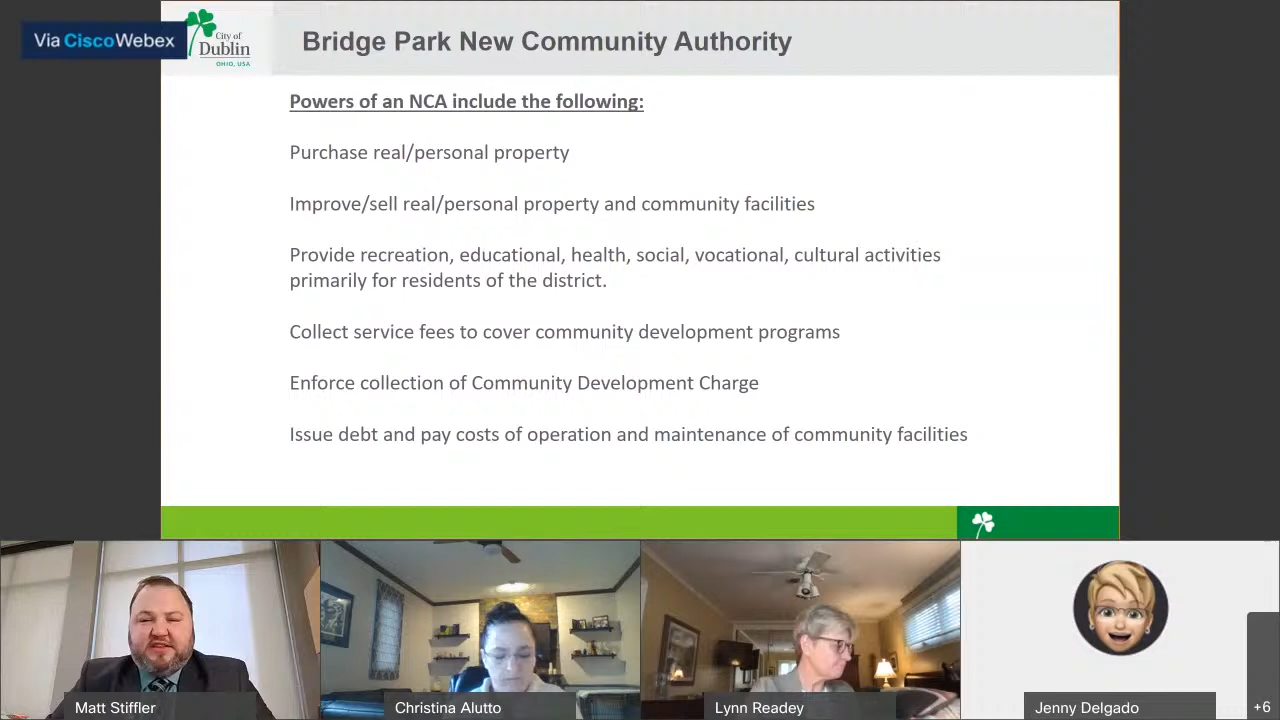 Via CiscoWebex
City of
Dublin
OHIO, USA
Bridge Park New Community Authority
Powers of an NCA include the following:
Purchase real/personal property
Improve/sell real/personal property and community facilities
Provide recreation, educational, health, social, vocational, cultural activities
primarily for residents of the district.
Collect service fees to cover community development programs
Enforce collection of Community Development Charge
Issue debt and pay costs of operation and maintenance of community facilities
Matt Stiffler
Christina Alutto
Lynn Readey
Jenny Delgado
+6